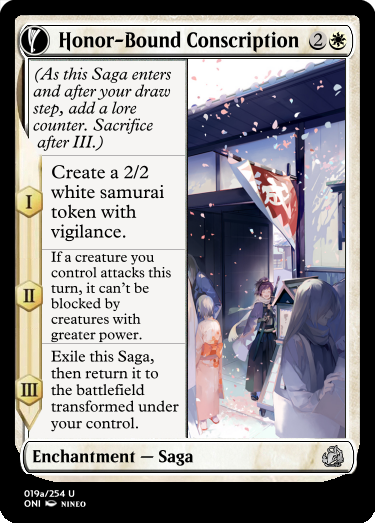 Honor-Bound Conscription 2
(As this Saga enters
and after your draw
step, add a lore
counter. Sacrifice
after III.)
I
Create a 2/2
white samurai
token with
vigilance.
II
If a creature you
control attacks this
turn, it can't be
blocked by
creatures with
greater power.
III
Exile this Saga,
then return it to
the battlefield
transformed under
your control.
Enchantment — Saga
019a/254 U
ONI NINEO